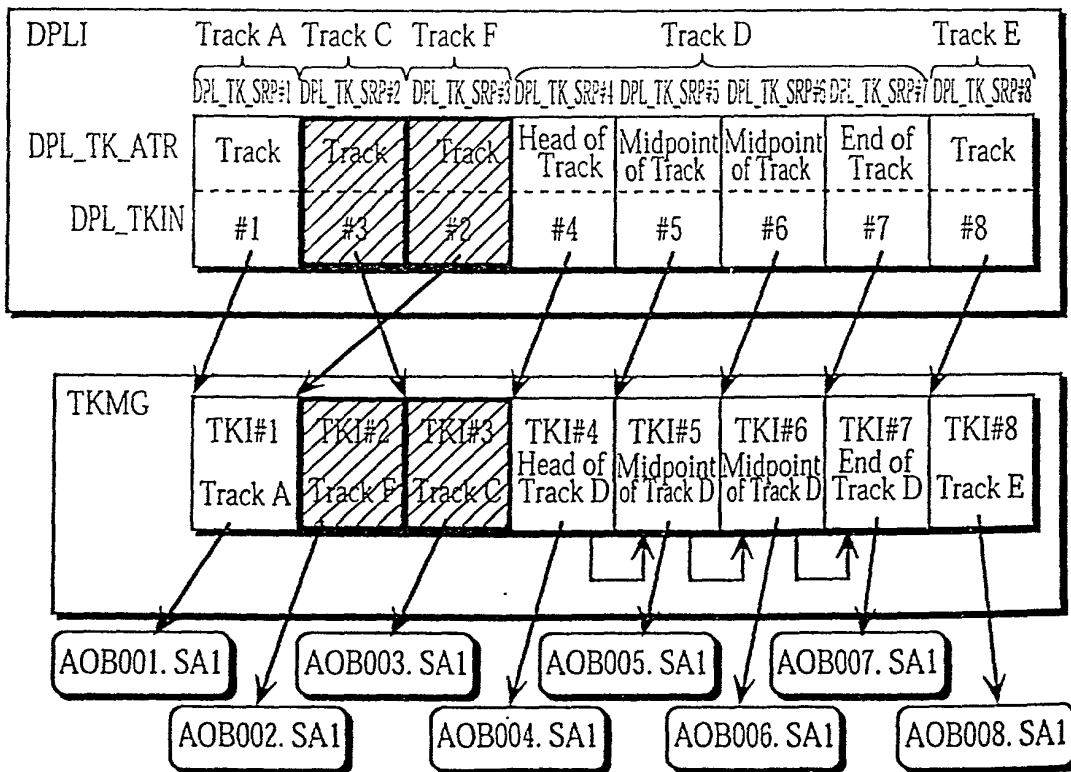 DPLI Track A Track C Track F Track D Track E
DPL_TK_SRP#1 DPL_TK_SRP#2 DPL_TK_SRP#3 DPL_TK_SRP#4 DPL_TK_SRP#5 DPL_TK_SRP#6 DPL_TK_SRP#7 DPL_TK_SRP#8
DPL_TK_ATR Track Track Track Head of Track Midpoint of Track Midpoint of Track End of Track Track
DPL_TKIN #1 #3 #2 #4 #5 #6 #7 #8
TKMG
TKI#1 TKI#2 TKI#3 TKI#4 TKI#5 TKI#6 TKI#7 TKI#8
Track A Track F Track C Head of Track D Midpoint of Track D Midpoint of Track D End of Track D Track E
AOB001. SA1 AOB003. SA1 AOB005. SA1 AOB007. SA1
AOB002. SA1 AOB004. SA1 AOB006. SA1 AOB008. SA1